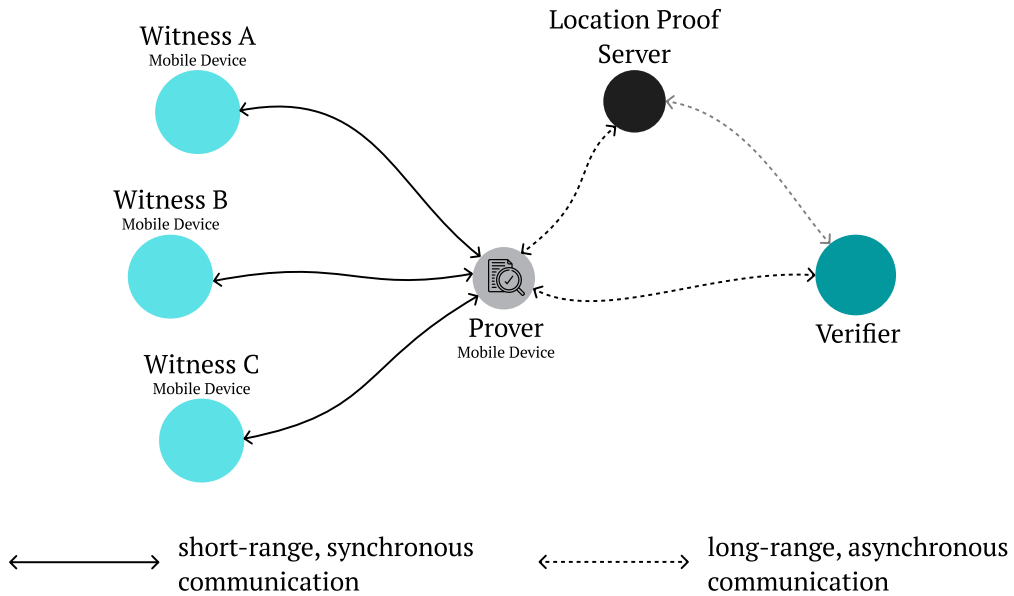 Witness A
Mobile Device
Location Proof
Server
Witness B
Mobile Device
Prover
Mobile Device
Verifier
Witness C
Mobile Device
short-range, synchronous
communication
long-range, asynchronous
communication